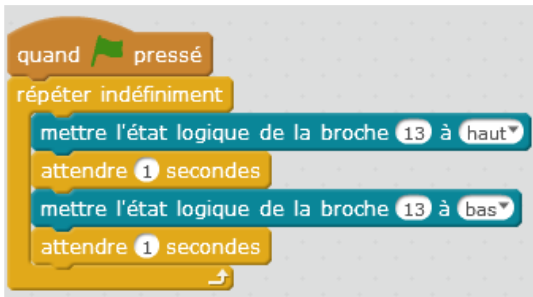 quand pressé
répéter indéfiniment
mettre l'état logique de la broche 13 à haut
attendre 1 secondes
mettre l'état logique de la broche 13 à bas
attendre 1 secondes